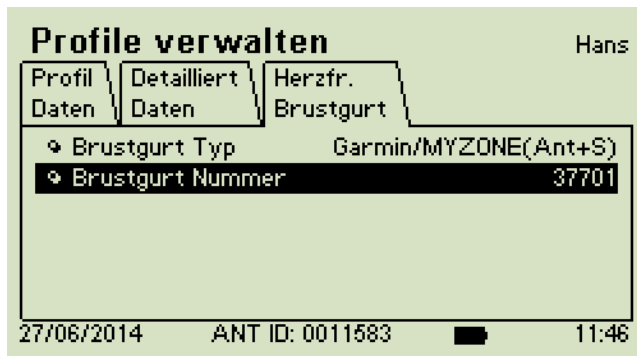 Profile verwalten Hans
Profil Detailliert Herzfr.
Daten Daten Brustgurt
Brustgurt Typ Garmin/MYZONE(Ant+S)
Brustgurt Nummer 37701
27/06/2014 ANT ID: 0011583 11:46